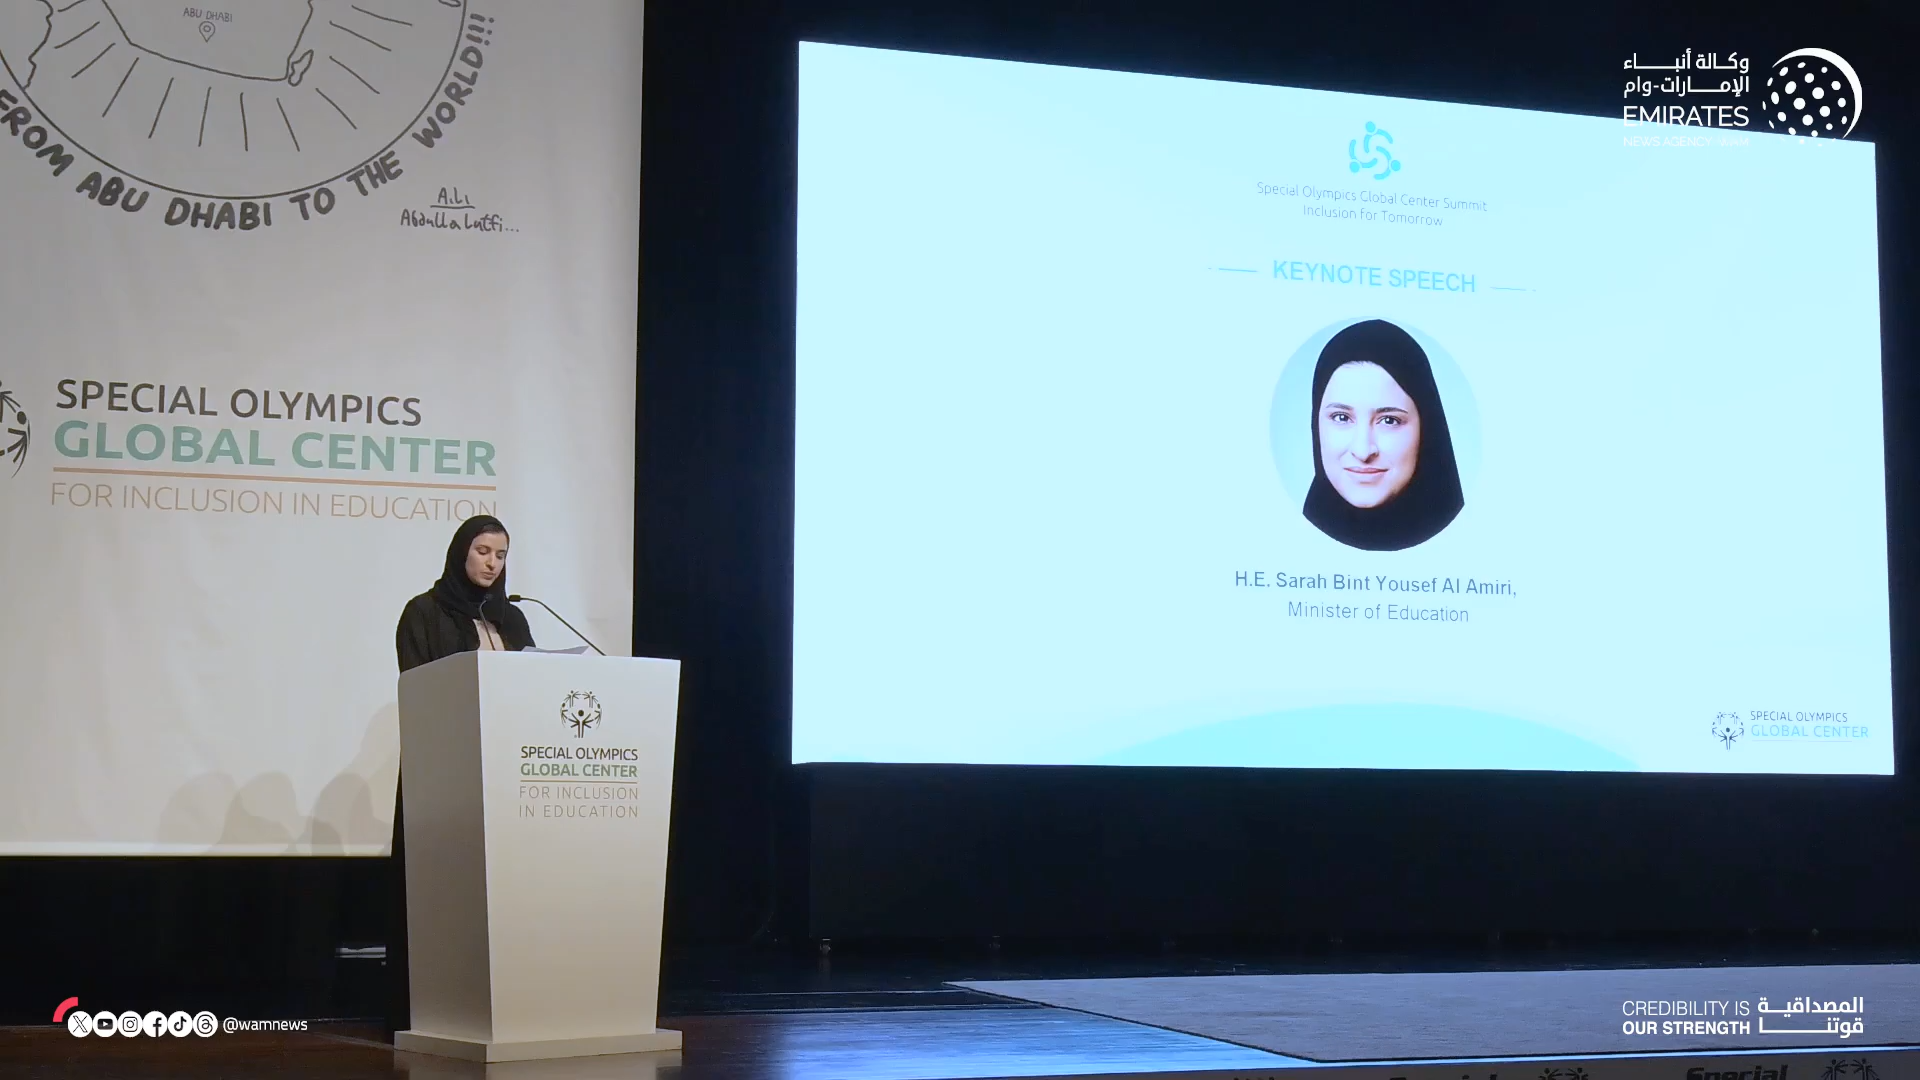 ABU DHABI
FROM ABU DHABI TO THE WORLD!!!
A.L.
Abdulla Lutfi...
SPECIAL OLYMPICS
GLOBAL CENTER
FOR INCLUSION IN EDUCATION
SPECIAL OLYMPICS
GLOBAL CENTER
FOR INCLUSION
IN EDUCATION
Special Olympics Global Center Summit
Inclusion for Tomorrow
KEYNOTE SPEECH
H.E. Sarah Bint Yousef Al Amiri,
Minister of Education
SPECIAL OLYMPICS
GLOBAL CENTER
وكالة أنباء
الإمارات-وام
EMIRATES
NEWS AGENCY-WAM
@wamnews
CREDIBILITY IS
OUR STRENGTH
المصداقية
قوتنا
Special